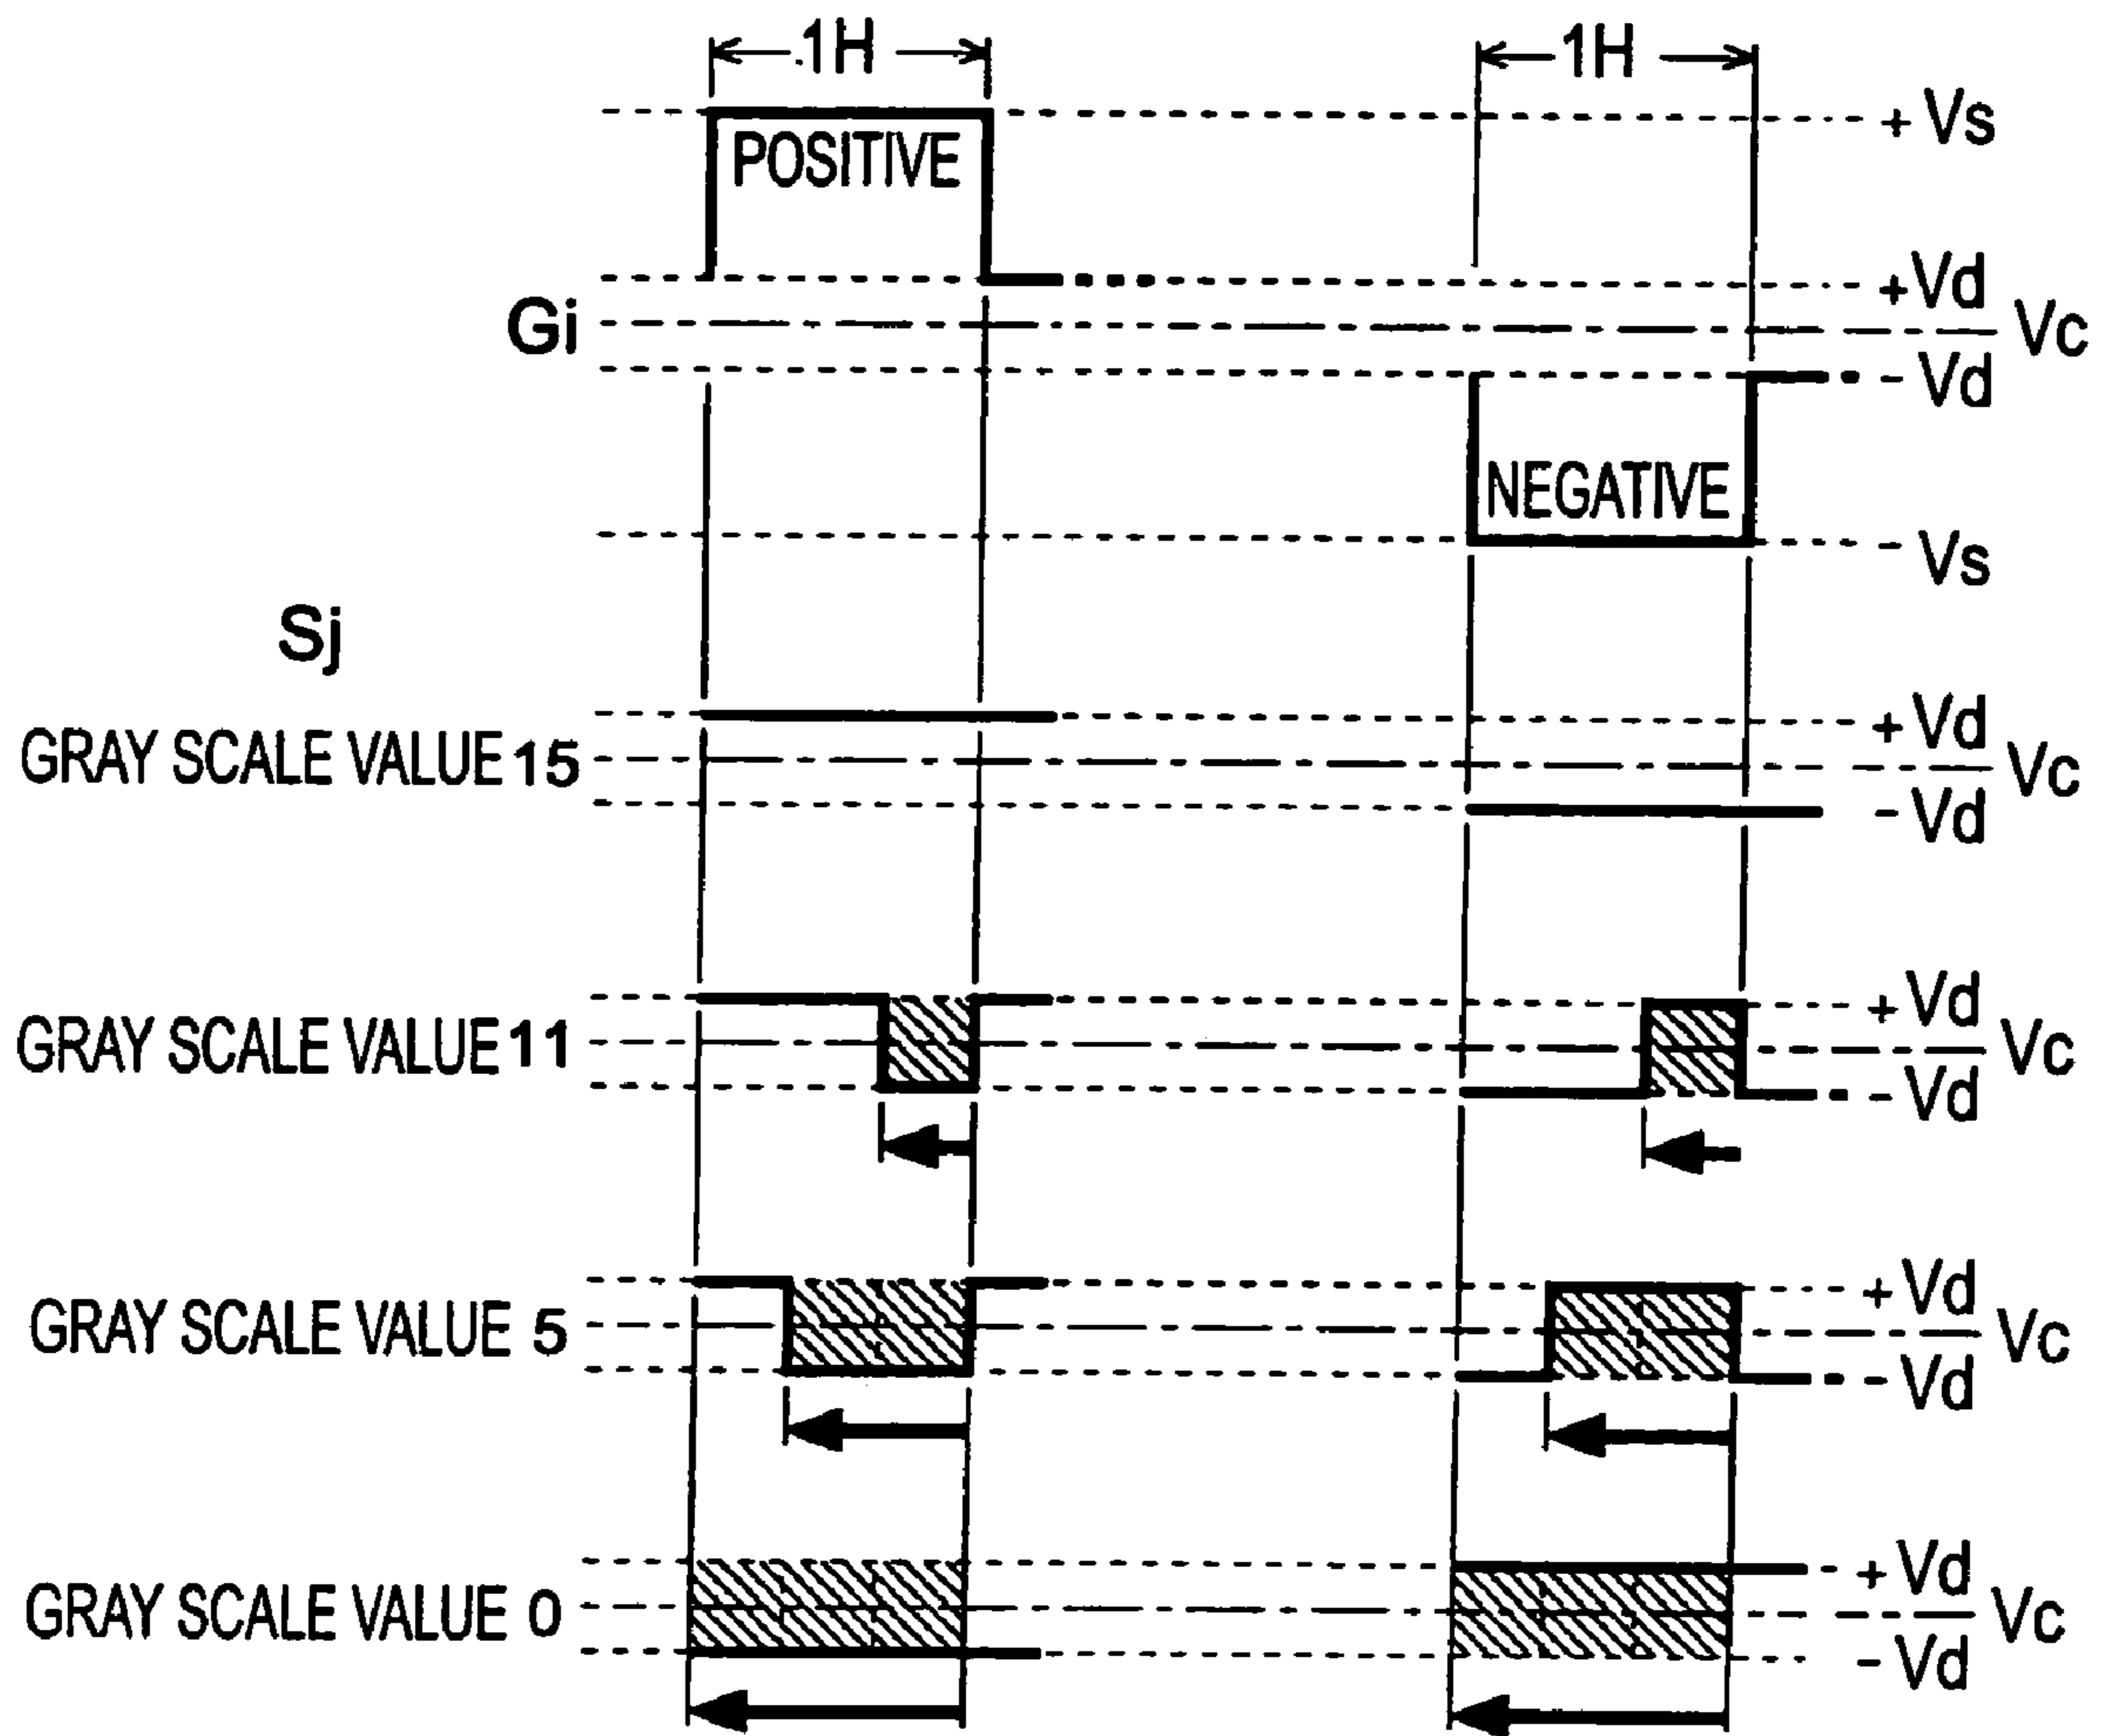 1H 1H
POSITIVE
+ Vs
Gi
+Vd
Vc
- Vd
NEGATIVE
- Vs
Sj
GRAY SCALE VALUE 15
+ Vd
Vc
- Vd
GRAY SCALE VALUE 11
+ Vd
Vc
- Vd
GRAY SCALE VALUE 5
+ Vd
Vc
- Vd
GRAY SCALE VALUE 0
+ Vd
Vc
- Vd